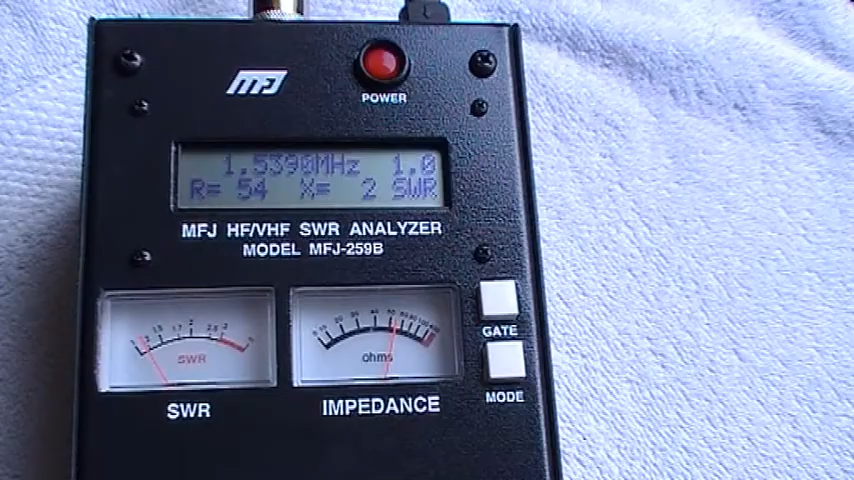 MFJ
POWER
1.5390MHz 1.0
R= 54 X= 2 SWR
MFJ HF/VHF SWR ANALYZER
MODEL MFJ-259B
GATE
SWR
ohms
MODE
SWR
IMPEDANCE